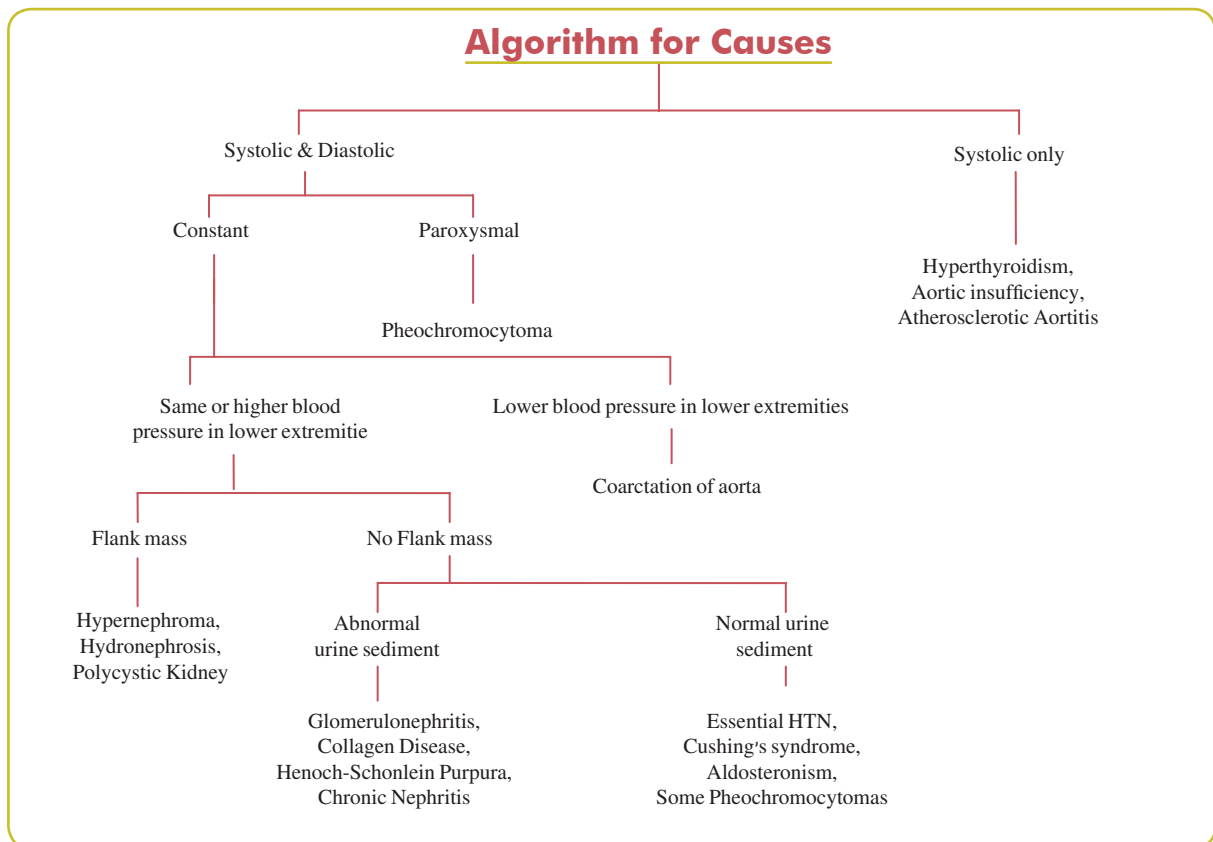 Algorithm for Causes
Systolic & Diastolic
Systolic only
Constant
Paroxysmal
Hyperthyroidism,
Aortic insufficiency,
Atherosclerotic Aortitis
Pheochromocytoma
Same or higher blood
pressure in lower extremitie
Lower blood pressure in lower extremities
Coarctation of aorta
Flank mass
No Flank mass
Hypernephroma,
Hydronephrosis,
Polycystic Kidney
Abnormal
urine sediment
Normal urine
sediment
Glomerulonephritis,
Collagen Disease,
Henoch-Schonlein Purpura,
Chronic Nephritis
Essential HTN,
Cushing's syndrome,
Aldosteronism,
Some Pheochromocytomas